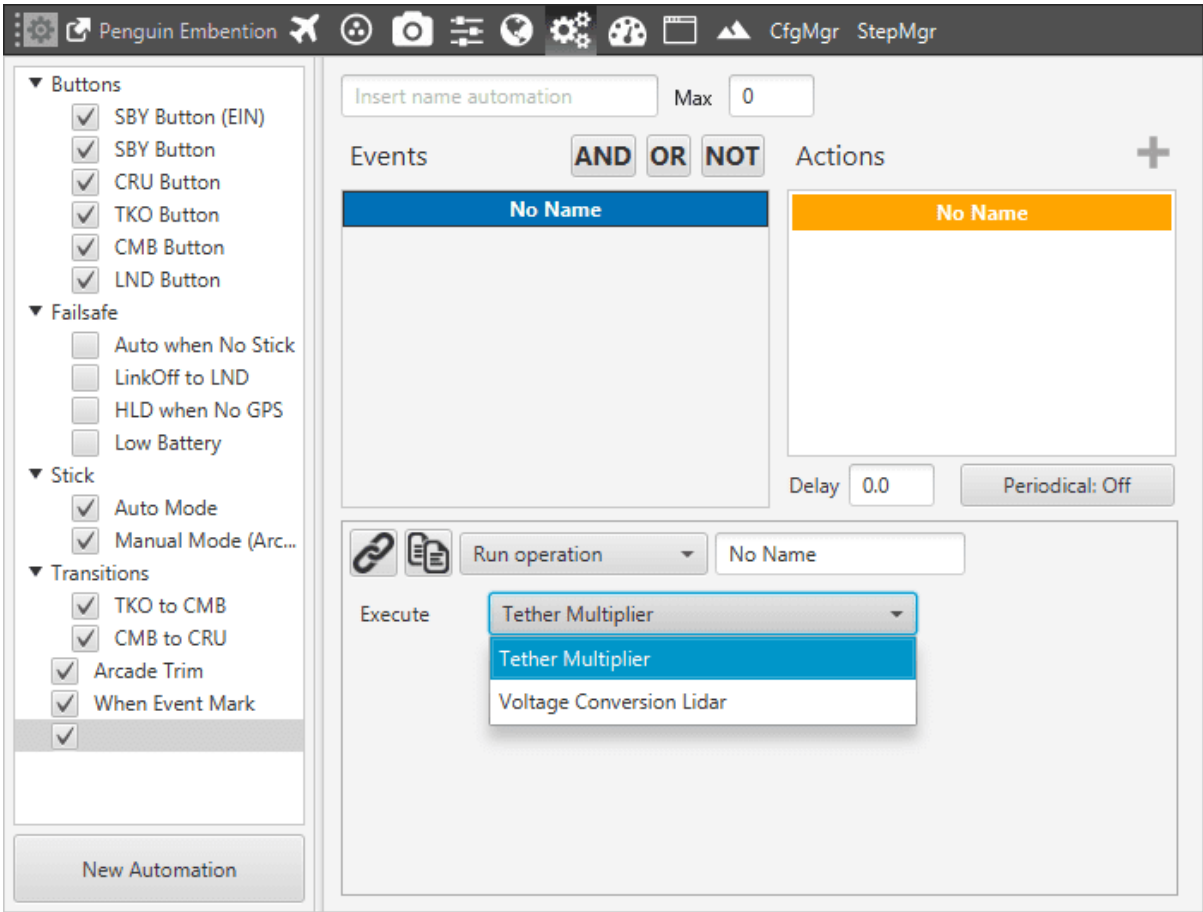 Penguin Embention CfgMgr StepMgr
Buttons
SBY Button (EIN)
SBY Button
CRU Button
TKO Button
CMB Button
LND Button
Failsafe
Auto when No Stick
LinkOff to LND
HLD when No GPS
Low Battery
Stick
Auto Mode
Manual Mode (Arc...
Transitions
TKO to CMB
CMB to CRU
Arcade Trim
When Event Mark
New Automation
Insert name automation Max 0
Events AND OR NOT Actions
No Name No Name
Delay 0.0 Periodical: Off
Run operation No Name
Execute Tether Multiplier
Tether Multiplier
Voltage Conversion Lidar